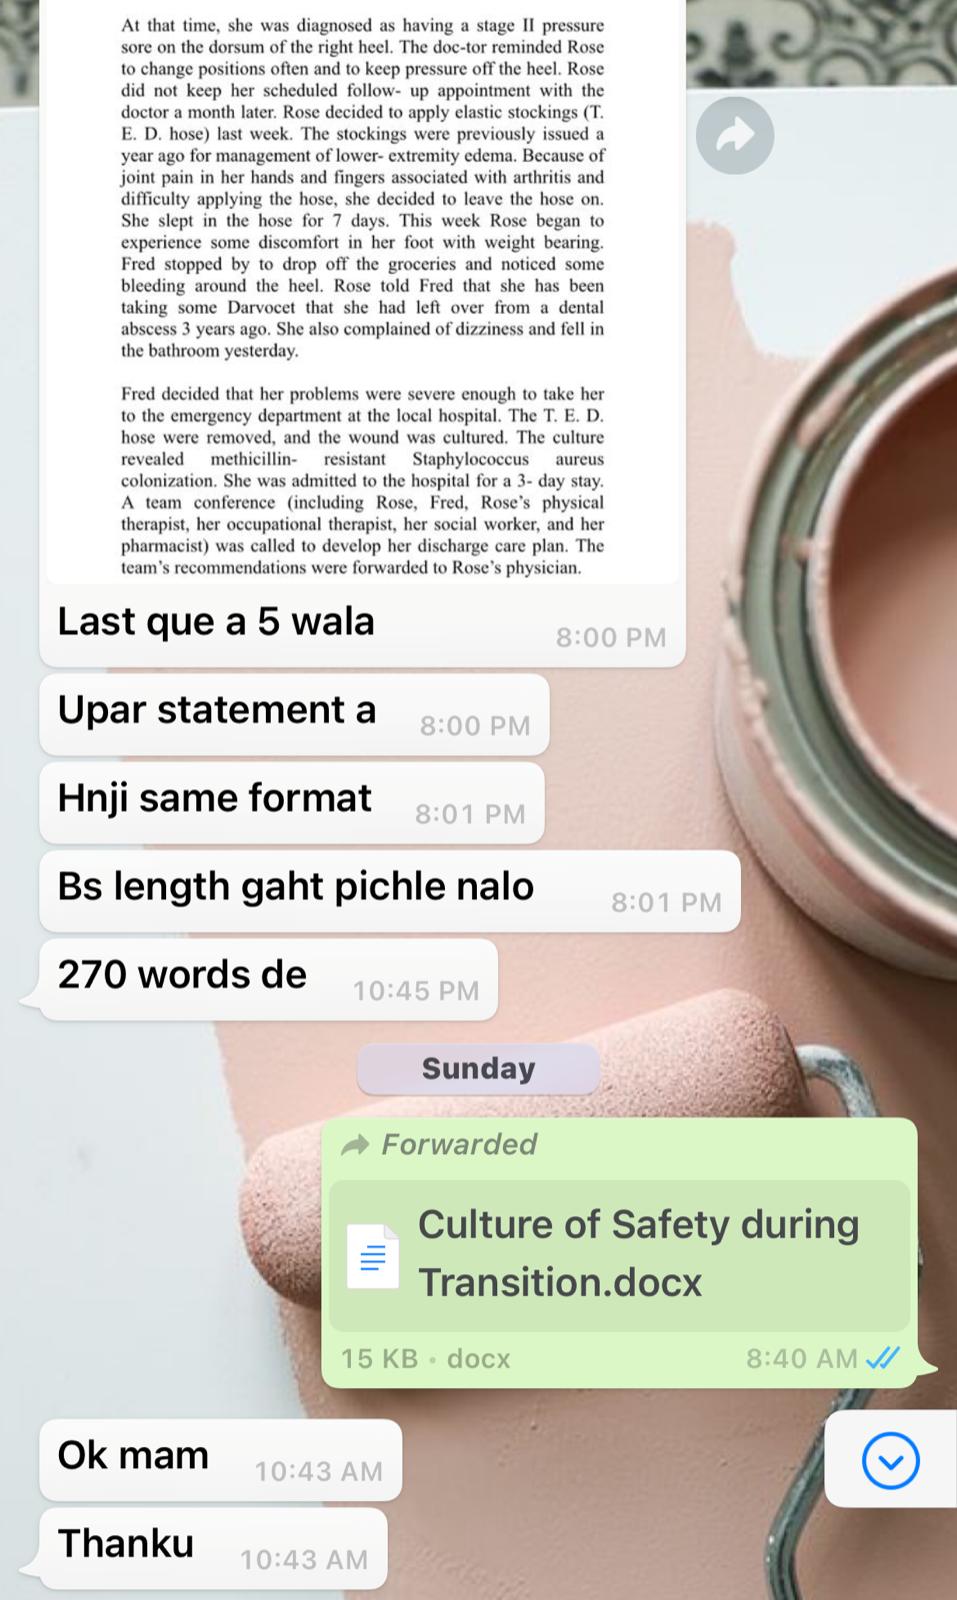 At that time, she was diagnosed as having a stage II pressure
sore on the dorsum of the right heel. The doc-tor reminded Rose
to change positions often and to keep pressure off the heel. Rose
did not keep her scheduled follow- up appointment with the
doctor a month later. Rose decided to apply elastic stockings (T.
E. D. hose) last week. The stockings were previously issued a
year ago for management of lower- extremity edema. Because of
joint pain in her hands and fingers associated with arthritis and
difficulty applying the hose, she decided to leave the hose on.
She slept in the hose for 7 days. This week Rose began to
experience some discomfort in her foot with weight bearing.
Fred stopped by to drop off the groceries and noticed some
bleeding around the heel. Rose told Fred that she has been
taking some Darvocet that she had left over from a dental
abscess 3 years ago. She also complained of dizziness and fell in
the bathroom yesterday.
Fred decided that her problems were severe enough to take her
to the emergency department at the local hospital. The T. E. D.
hose were removed, and the wound was cultured. The culture
revealed methicillin- resistant Staphylococcus aureus
colonization. She was admitted to the hospital for a 3- day stay.
A team conference (including Rose, Fred, Rose's physical
therapist, her occupational therapist, her social worker, and her
pharmacist) was called to develop her discharge care plan. The
team's recommendations were forwarded to Rose's physician.
Last que a 5 wala
8:00 PM
Upar statement a
8:00 PM
Hnji same format
8:01 PM
Bs length gaht pichle nalo
8:01 PM
270 words de
10:45 PM
Sunday
Forwarded
Culture of Safety during
Transition.docx
15 KB • docx
8:40 AM
Ok mam
10:43 AM
Thanku
10:43 AM